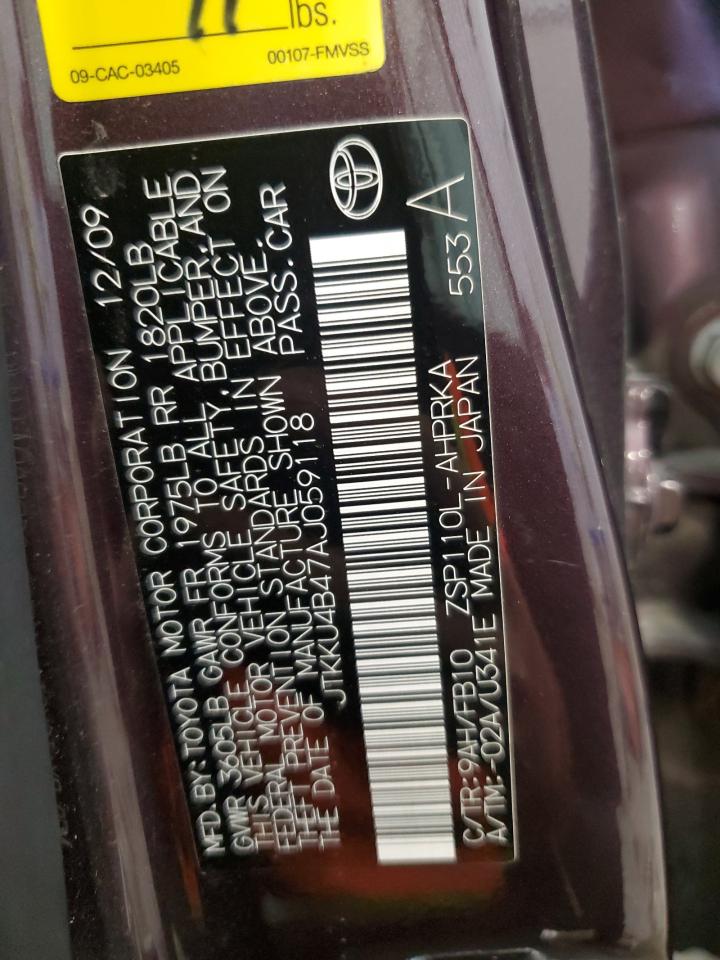 lbs.
09-CAC-03405 00107-FMVSS
MFD BY: TOYOTA MOTOR CORPORATION 12/09
GVWR 3605LB GAWR FR 1975LB RR 1820LB
THIS VEHICLE CONFORMS TO ALL APPLICABLE
FEDERAL MOTOR VEHICLE SAFETY, BUMPER, AND
THEFT PREVENTION STANDARDS IN EFFECT ON
THE DATE OF MANUFACTURE SHOWN ABOVE.
JTKKU4B47AJ059118 PASS. CAR
C/TR: 9AH/FB10 ZSP110L-AHPRKA 553 A
A/TM: -02A/U341E MADE IN JAPAN